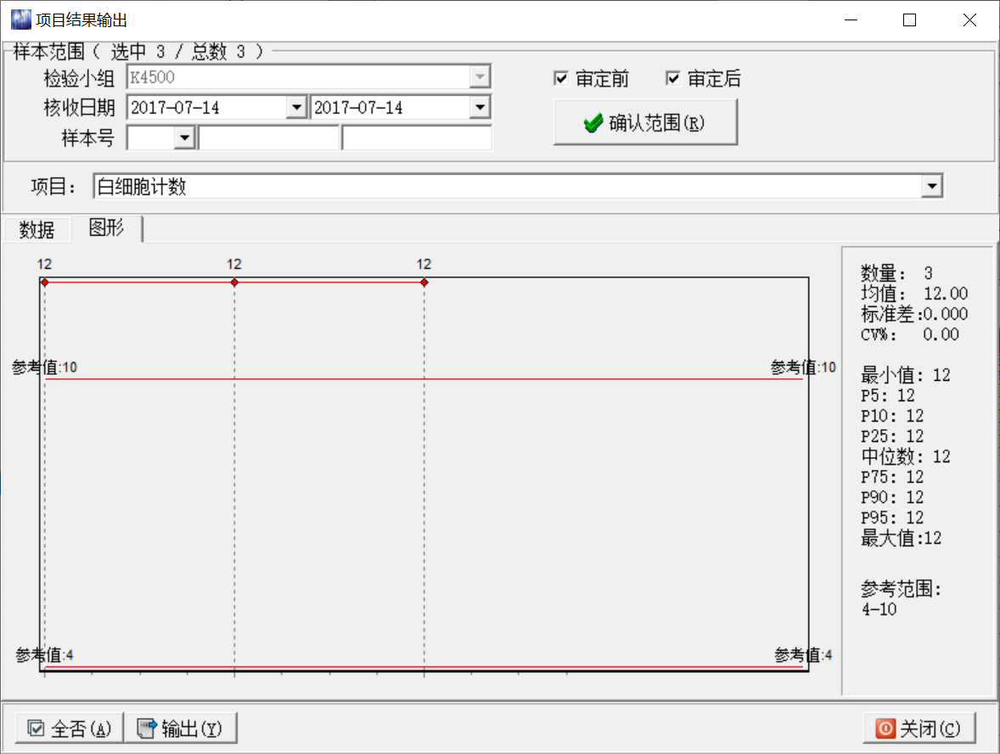 项目结果输出
样本范围 ( 选中 3 / 总数 3 )
检验小组 K4500 审定前 审定后
核收日期 2017-07-14 2017-07-14
样本号 确认范围(R)
项目: 白细胞计数
数据 图形
12 12 12
参考值:10 参考值:10
参考值:4 参考值:4
数量: 3
均值: 12.00
标准差:0.000
CV%: 0.00
最小值: 12
P5: 12
P10: 12
P25: 12
中位数: 12
P75: 12
P90: 12
P95: 12
最大值:12
参考范围:
4-10
全否(A) 输出(Y) 关闭(C)